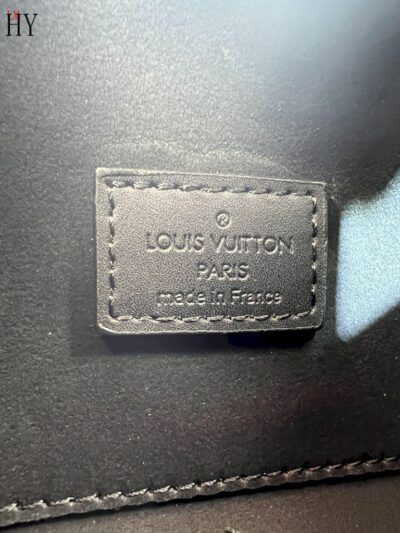 HY
®
LOUIS VUITTON
PARIS
made in France